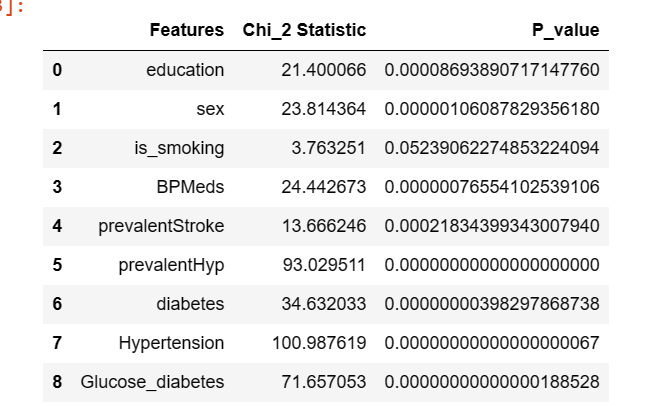 ]:
Features Chi_2 Statistic P_value
0 education 21.400066 0.00008693890717147760
1 sex 23.814364 0.00000106087829356180
2 is_smoking 3.763251 0.05239062274853224094
3 BPMeds 24.442673 0.00000076554102539106
4 prevalentStroke 13.666246 0.00021834399343007940
5 prevalentHyp 93.029511 0.00000000000000000000
6 diabetes 34.632033 0.00000000398297868738
7 Hypertension 100.987619 0.00000000000000000067
8 Glucose_diabetes 71.657053 0.00000000000000188528